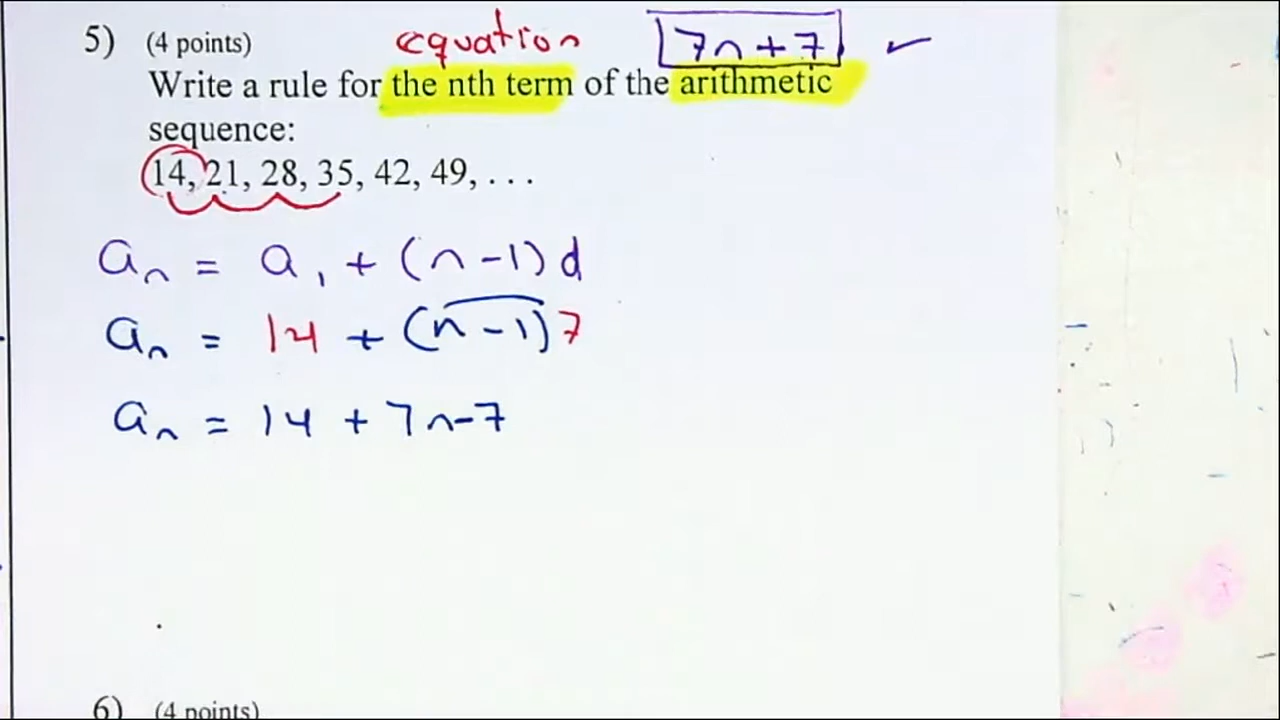 5) (4 points) equation 7n + 7
Write a rule for the nth term of the arithmetic
sequence:
14, 21, 28, 35, 42, 49, . . .
aₙ = a₁ + (n - 1) d
aₙ = 14 + (n - 1) 7
aₙ = 14 + 7n - 7
6) (4 points)